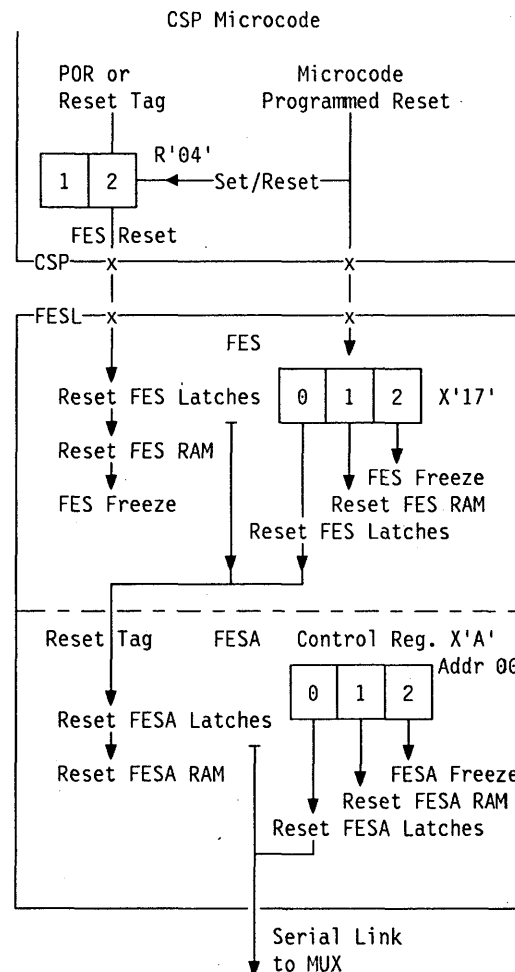 CSP Microcode
POR or
Reset Tag
Microcode
Programmed Reset
R'04'
1 2
Set/Reset
FES Reset
CSP X X
FESL X X
FES
Reset FES Latches
0 1 2 X'17'
Reset FES RAM
FES Freeze
FES Freeze
Reset FES RAM
Reset FES Latches
Reset Tag FESA Control Reg. X'A'
Addr 00
0 1 2
Reset FESA Latches
Reset FESA RAM
FESA Freeze
Reset FESA RAM
Reset FESA Latches
Serial Link
to MUX